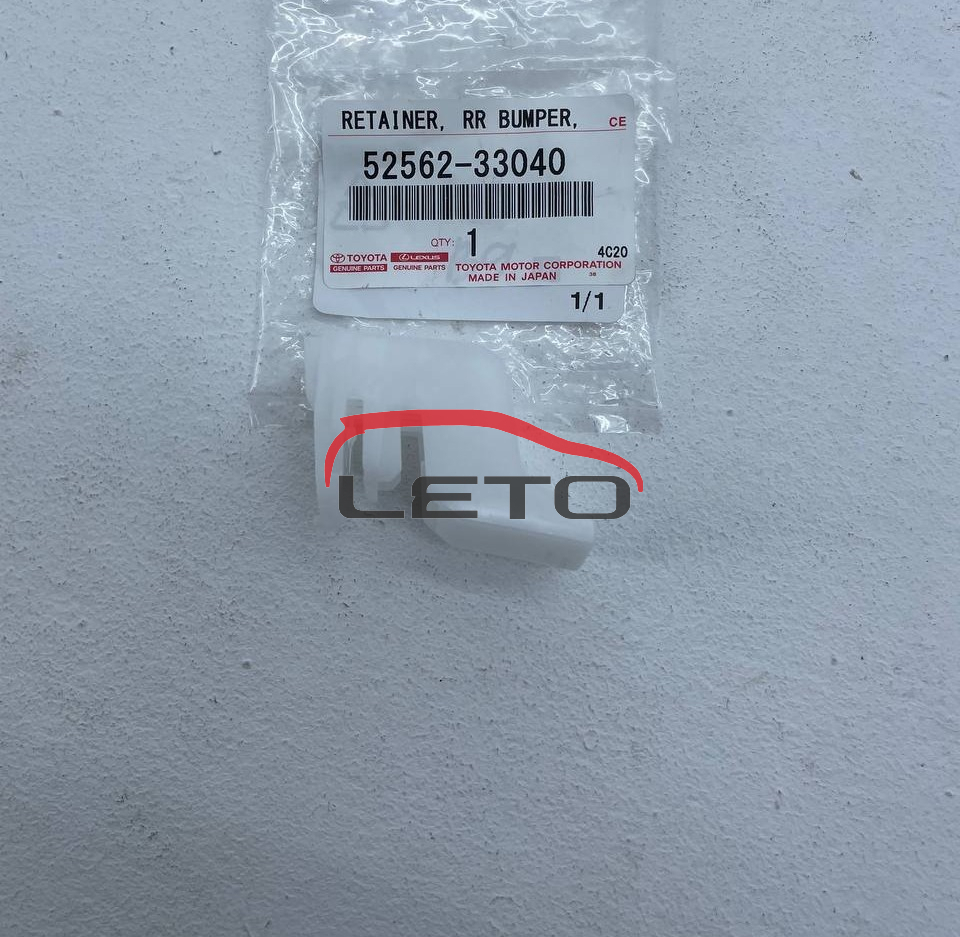 RETAINER, RR BUMPER, CE
52562-33040
QTY: 1
4C20
TOYOTA LEXUS
GENUINE PARTS GENUINE PARTS
TOYOTA MOTOR CORPORATION
MADE IN JAPAN 38
1/1
LETO